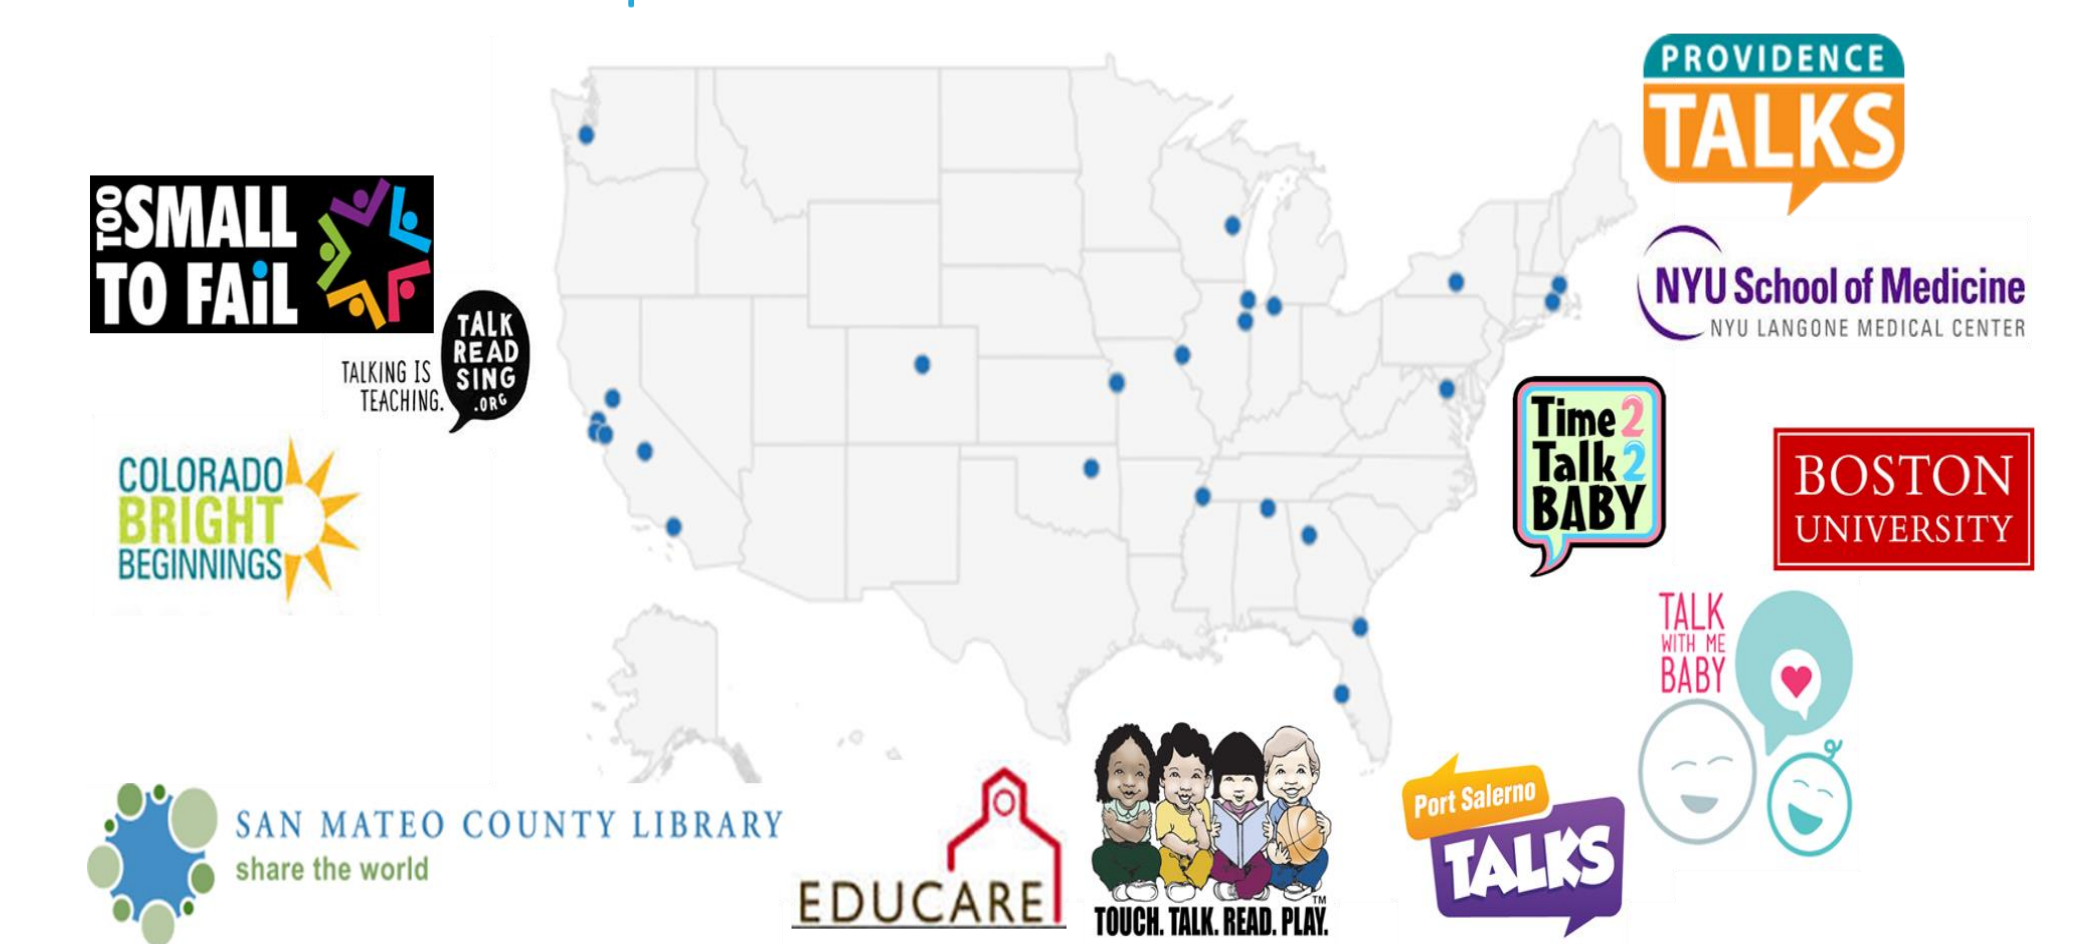 PROVIDENCE
TALKS
TOO
SMALL
TO FAiL
TALKING IS
TEACHING.
TALK
READ
SING
.ORG
NYU School of Medicine
NYU LANGONE MEDICAL CENTER
COLORADO
BRIGHT
BEGINNINGS
Time 2
Talk 2
BABY
BOSTON
UNIVERSITY
TALK
WITH ME
BABY
SAN MATEO COUNTY LIBRARY
share the world
EDUCARE
TOUCH. TALK. READ. PLAY.
TM
Port Salerno
TALKS